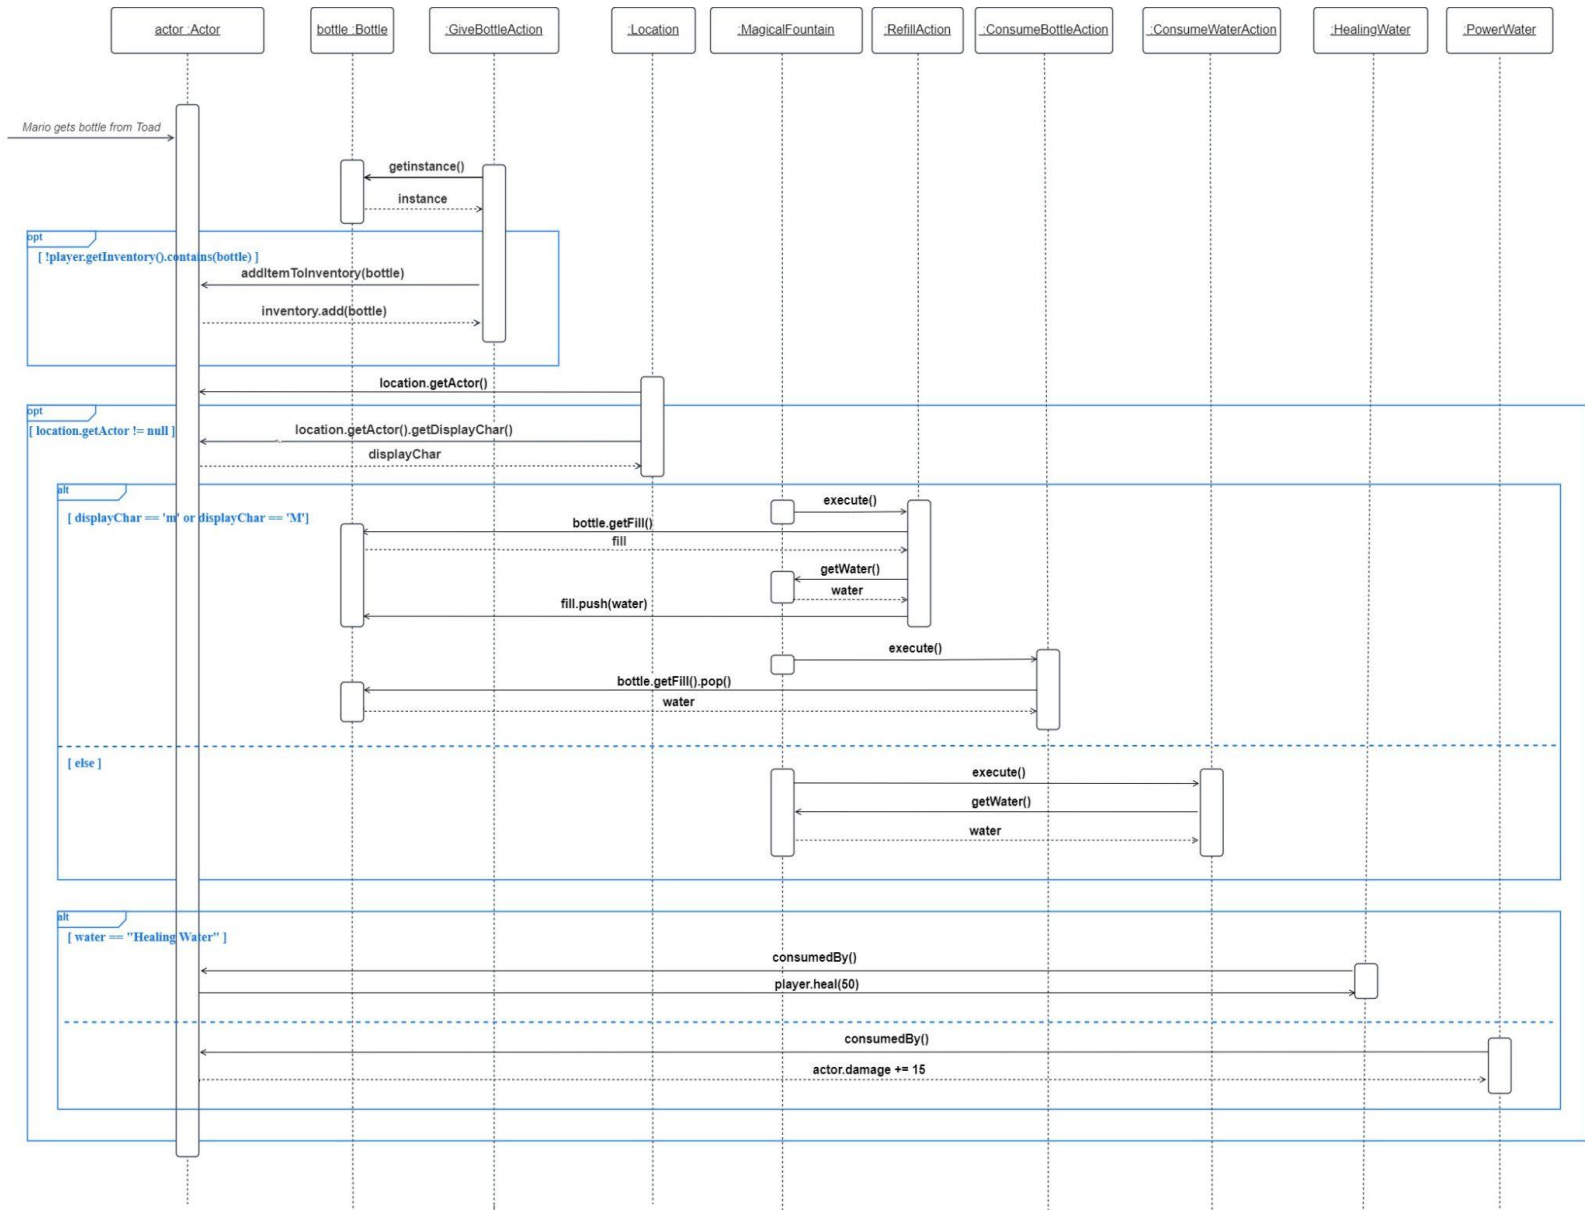 actor :Actor
bottle :Bottle
:GiveBottleAction
:Location
:MagicalFountain
:RefillAction
:ConsumeBottleAction
:ConsumeWaterAction
:HealingWater
:PowerWater
Mario gets bottle from Toad
getinstance()
instance
opt
[ !player.getInventory().contains(bottle) ]
addItemToInventory(bottle)
inventory.add(bottle)
location.getActor()
opt
[ location.getActor != null ]
location.getActor().getDisplayChar()
displayChar
alt
[ displayChar == 'm' or displayChar == 'M']
execute()
bottle.getFill()
fill
getWater()
water
fill.push(water)
execute()
bottle.getFill().pop()
water
[ else ]
execute()
getWater()
water
alt
[ water == "Healing Water" ]
consumedBy()
player.heal(50)
consumedBy()
actor.damage += 15